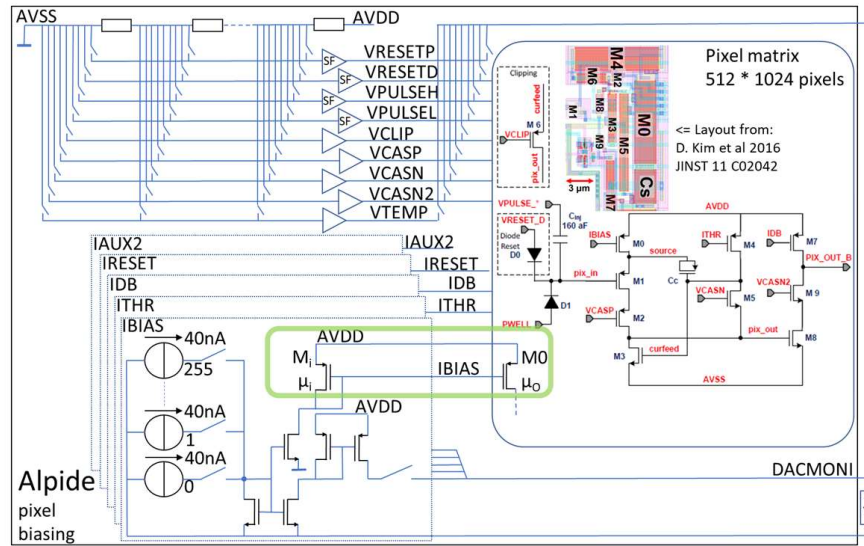 AVSS
AVDD
SF
VRESETP
SF
VRESETD
SF
VPULSEH
SF
VPULSEL
VCLIP
VCASP
VCASN
VCASN2
VTEMP
Pixel matrix
512 * 1024 pixels
<= Layout from:
D. Kim et al 2016
JINST 11 C02042
M4
M6
M2
M1
M8
M3
M9
M5
M0
M7
Cs
3 µm
Clipping
curfeed
M 6
VCLIP
pix_out
VPULSE_*
VRESET_D
Diode
Reset
D0
Cinj
160 aF
pix_in
D1
PWELL
AVDD
IBIAS
M0
source
ITHR
M4
IDB
M7
PIX_OUT_B
M1
Cc
VCASN
M5
VCASN2
M 9
VCASP
M2
pix_out
M8
M3
curfeed
AVSS
IAUX2
IAUX2
IRESET
IRESET
IDB
IDB
ITHR
ITHR
IBIAS
40nA
255
40nA
1
40nA
0
AVDD
Mi
µi
IBIAS
M0
µo
AVDD
DACMONI
Alpide
pixel
biasing